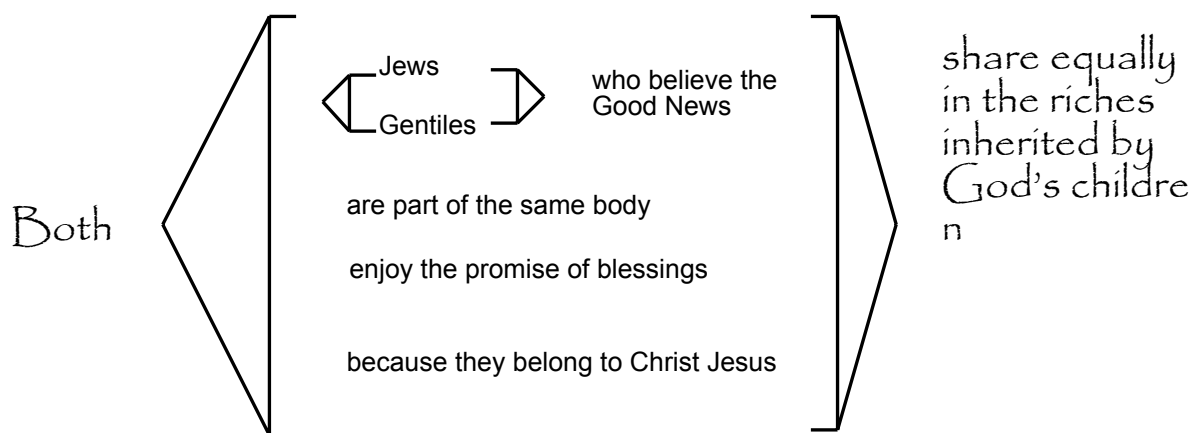 Both
Jews
Gentiles
who believe the
Good News
are part of the same body
enjoy the promise of blessings
because they belong to Christ Jesus
share equally
in the riches
inherited by
God's childre
n